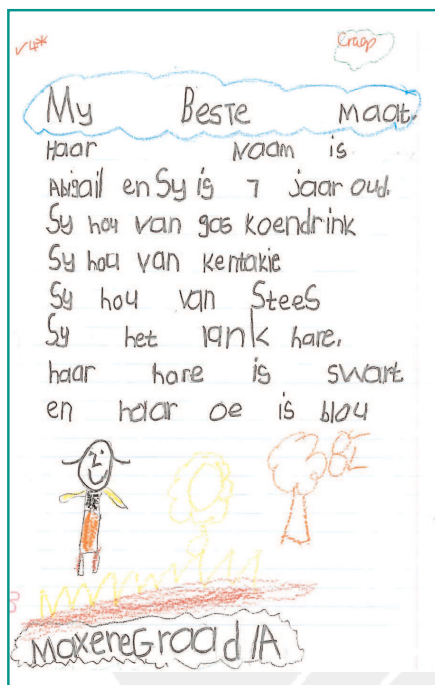 My Beste maat.
Haar Naam is
Abigail en Sy is 7 jaar oud.
Sy hou van gas koendrink
Sy hou van kentakie
Sy hou van Stees
Sy het lank hare.
haar hare is swart
en haar oe is blou
Maxene Graad 1A